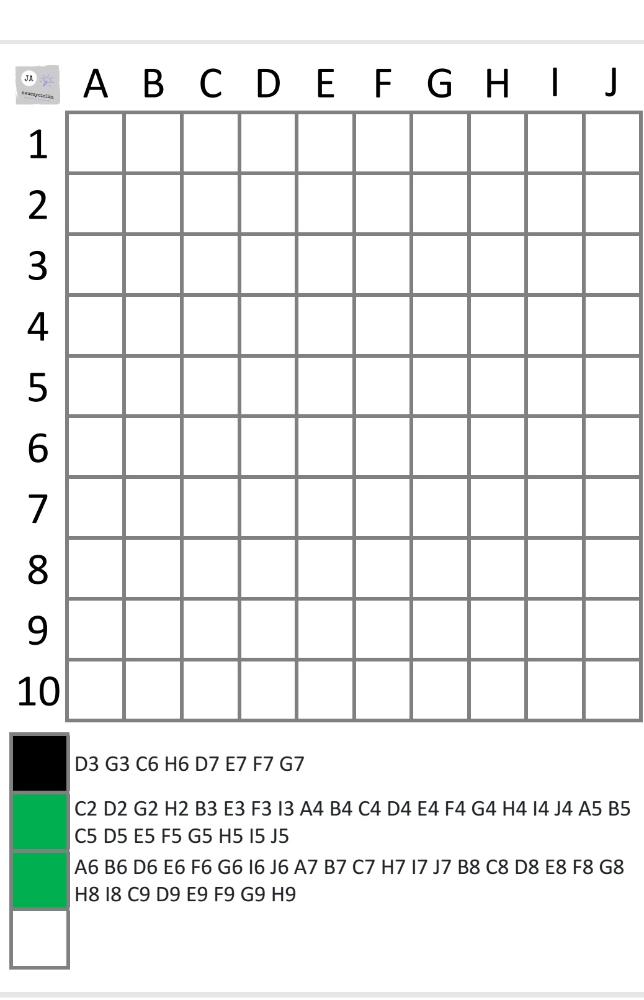 JA
nauczycielka
A B C D E F G H I J
1
2
3
4
5
6
7
8
9
10
D3 G3 C6 H6 D7 E7 F7 G7
C2 D2 G2 H2 B3 E3 F3 I3 A4 B4 C4 D4 E4 F4 G4 H4 I4 J4 A5 B5
C5 D5 E5 F5 G5 H5 I5 J5
A6 B6 D6 E6 F6 G6 I6 J6 A7 B7 C7 H7 I7 J7 B8 C8 D8 E8 F8 G8
H8 I8 C9 D9 E9 F9 G9 H9